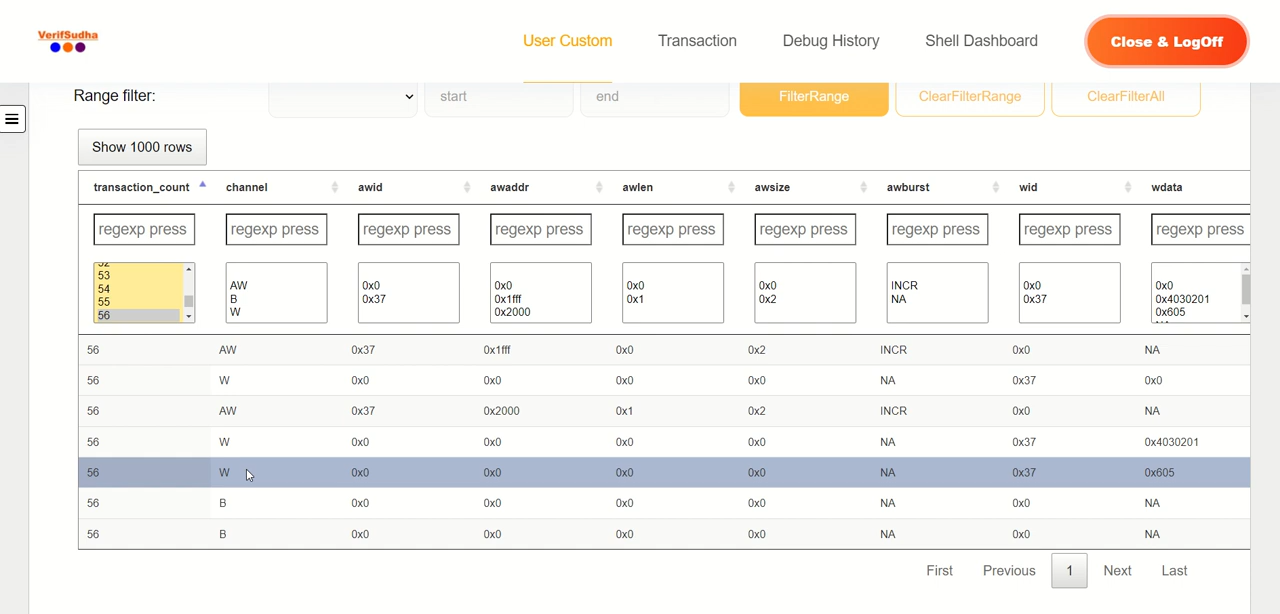 VerifSudha
User Custom Transaction Debug History Shell Dashboard Close & LogOff
Range filter: start end FilterRange ClearFilterRange ClearFilterAll
Show 1000 rows
transaction_count channel awid awaddr awlen awsize awburst wid wdata
regexp press regexp press regexp press regexp press regexp press regexp press regexp press regexp press regexp press
52
53
54
55
56
AW
B
W
0x0
0x37
0x0
0x1fff
0x2000
0x0
0x1
0x0
0x2
INCR
NA
0x0
0x37
0x0
0x4030201
0x605
NA
56 AW 0x37 0x1fff 0x0 0x2 INCR 0x0 NA
56 W 0x0 0x0 0x0 0x0 NA 0x37 0x0
56 AW 0x37 0x2000 0x1 0x2 INCR 0x0 NA
56 W 0x0 0x0 0x0 0x0 NA 0x37 0x4030201
56 W 0x0 0x0 0x0 0x0 NA 0x37 0x605
56 B 0x0 0x0 0x0 0x0 NA 0x0 NA
56 B 0x0 0x0 0x0 0x0 NA 0x0 NA
First Previous 1 Next Last